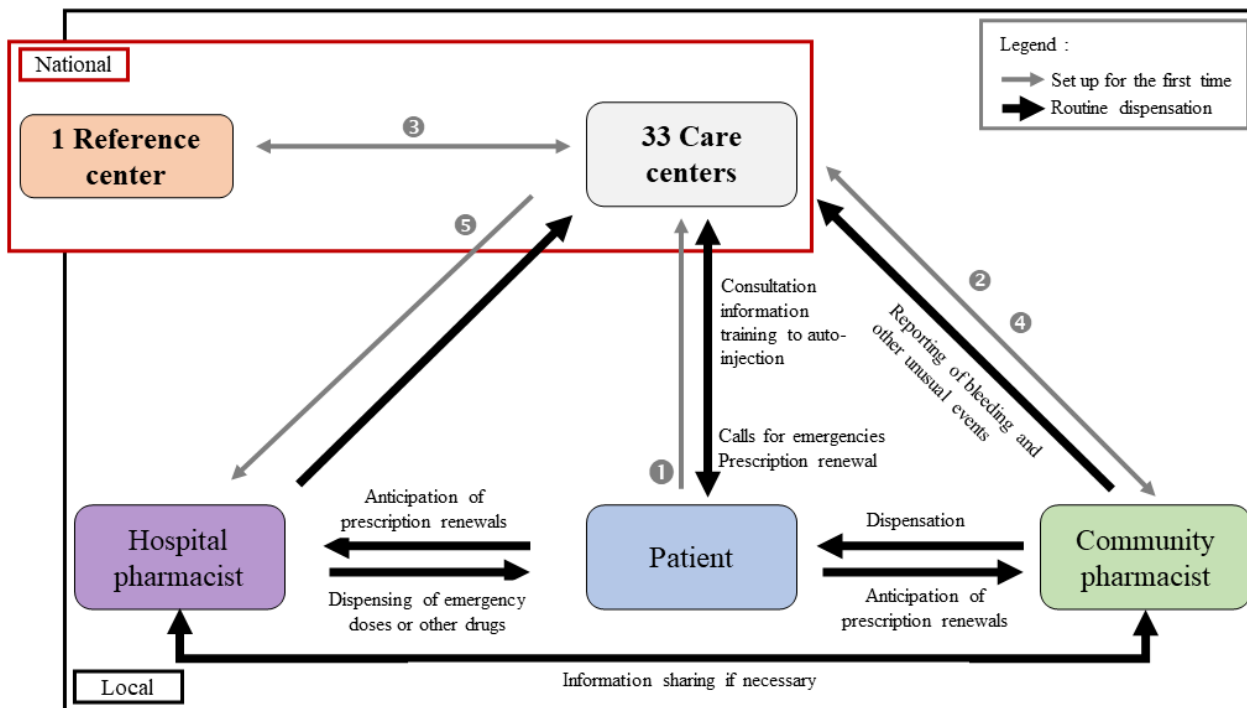 National
Legend :
Set up for the first time
Routine dispensation
1 Reference
center
❸
33 Care
centers
❺
❷
❹
Consultation
information
training to auto-
injection
Reporting of bleeding and
other unusual events
Calls for emergencies
Prescription renewal
❶
Hospital
pharmacist
Anticipation of
prescription renewals
Dispensing of emergency
doses or other drugs
Patient
Dispensation
Anticipation of
prescription renewals
Community
pharmacist
Local
Information sharing if necessary